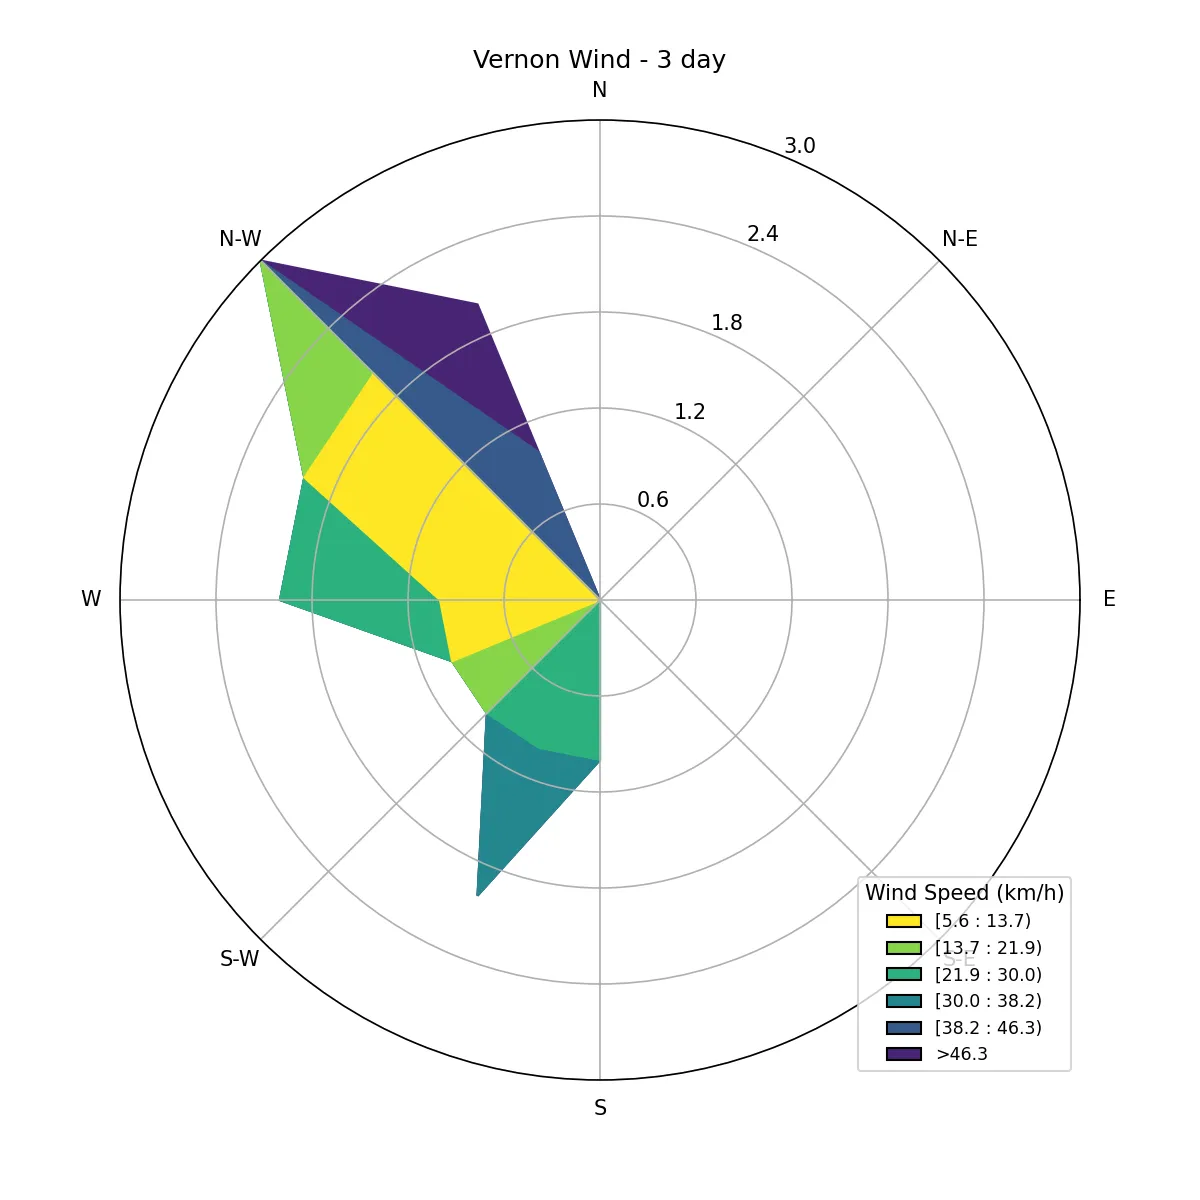 Vernon Wind - 3 day
N
3.0
N-W
N-E
2.4
1.8
1.2
0.6
W
E
Wind Speed (km/h)
[5.6 : 13.7)
[13.7 : 21.9)
S-W
S-E
[21.9 : 30.0)
[30.0 : 38.2)
[38.2 : 46.3)
>46.3
S